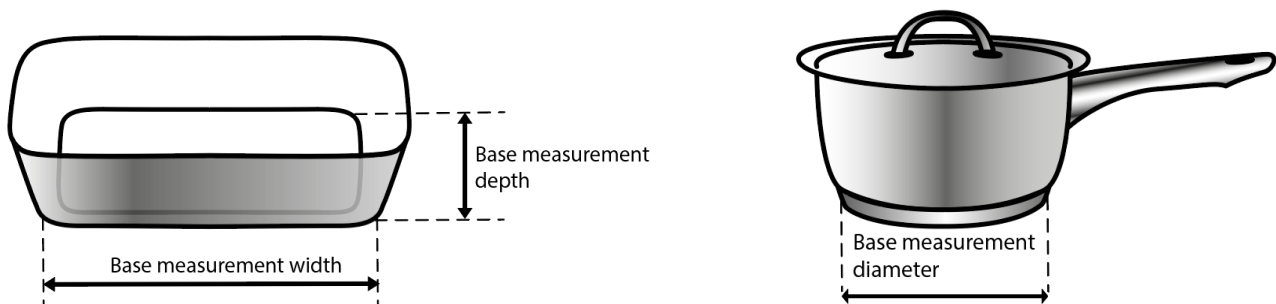 Base measurement
depth
Base measurement width
Base measurement
diameter